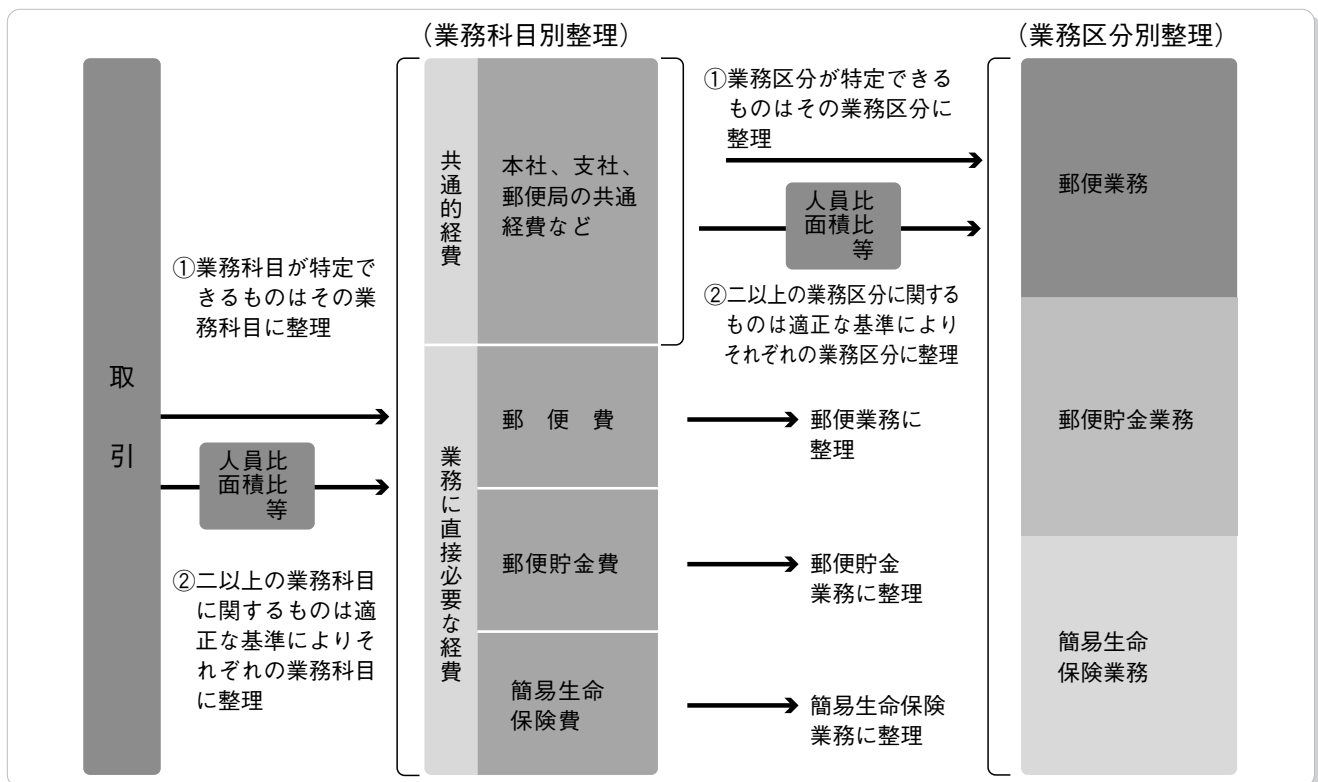 （業務科目別整理）
（業務区分別整理）
取
引
①業務科目が特定で
きるものはその業
務科目に整理
人員比
面積比
等
②二以上の業務科目
に関するものは適
正な基準によりそ
れぞれの業務科目
に整理
共通的経費
本社、支社、
郵便局の共通
経費など
業務に直接必要な経費
郵　便　費
郵便貯金費
簡易生命
保険費
①業務区分が特定できる
ものはその業務区分に
整理
人員比
面積比
等
②二以上の業務区分に関する
ものは適正な基準により
それぞれの業務区分に整理
郵便業務に
整理
郵便貯金
業務に整理
簡易生命保険
業務に整理
郵便業務
郵便貯金業務
簡易生命
保険業務